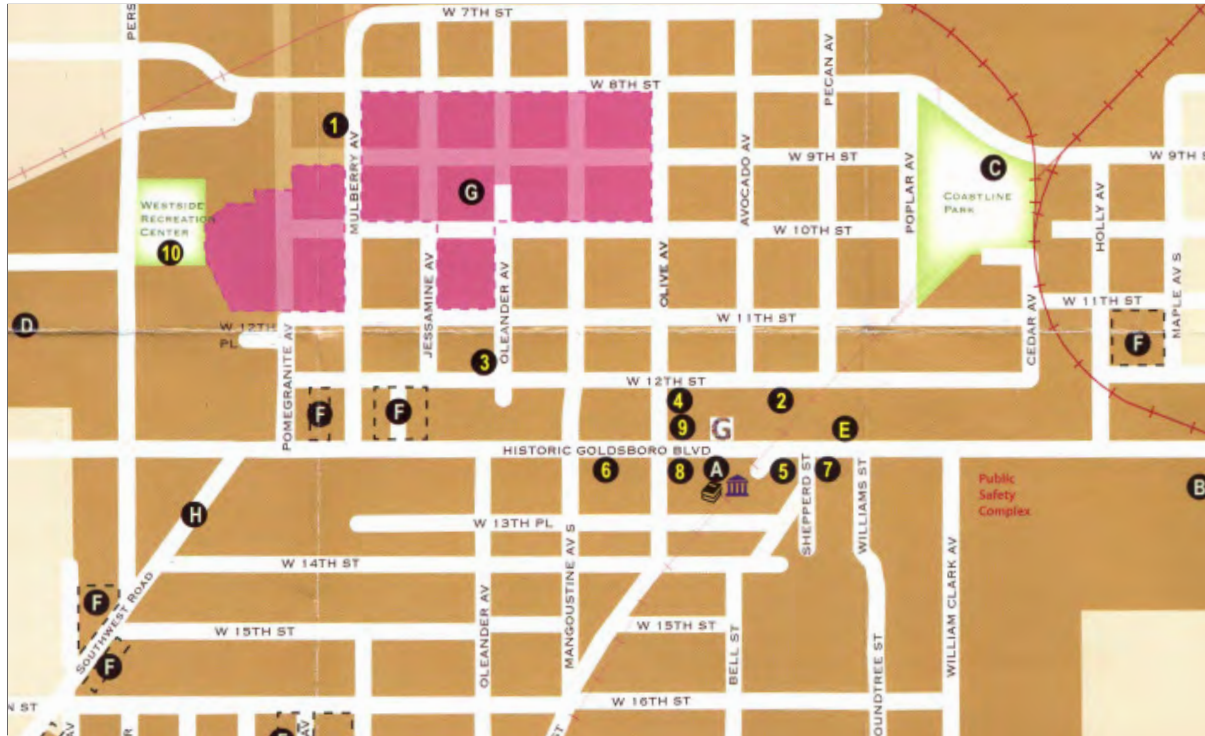 PERS
W 7TH ST
PECAN AV
W 8TH ST
1
MULBERRY AV
AVOCADO AV
W 9TH ST
POPLAR AV
C
W 9TH S
G
WESTSIDE
RECREATION
CENTER
10
COASTLINE
PARK
HOLLY AV
W 10TH ST
JESSAMINE AV
OLEANDER AV
OLIVE AV
MAPLE AV S
W 11TH ST
W 11TH ST
CEDAR AV
D
W 12TH
PL
POMEGRANITE AV
3
F
W 12TH ST
F
F
4
2
9
G
E
HISTORIC GOLDSBORO BLVD
6
8
A
5
7
SHEPPERD ST
WILLIAMS ST
Public
Safety
Complex
B
H
W 13TH PL
W 14TH ST
OLEANDER AV
MANGOUSTINE AV S
WILLIAM CLARK AV
F
SOUTHWEST ROAD
W 15TH ST
W 15TH ST
BELL ST
F
OUNDTREE ST
W 16TH ST
N ST
AV
AV
ST